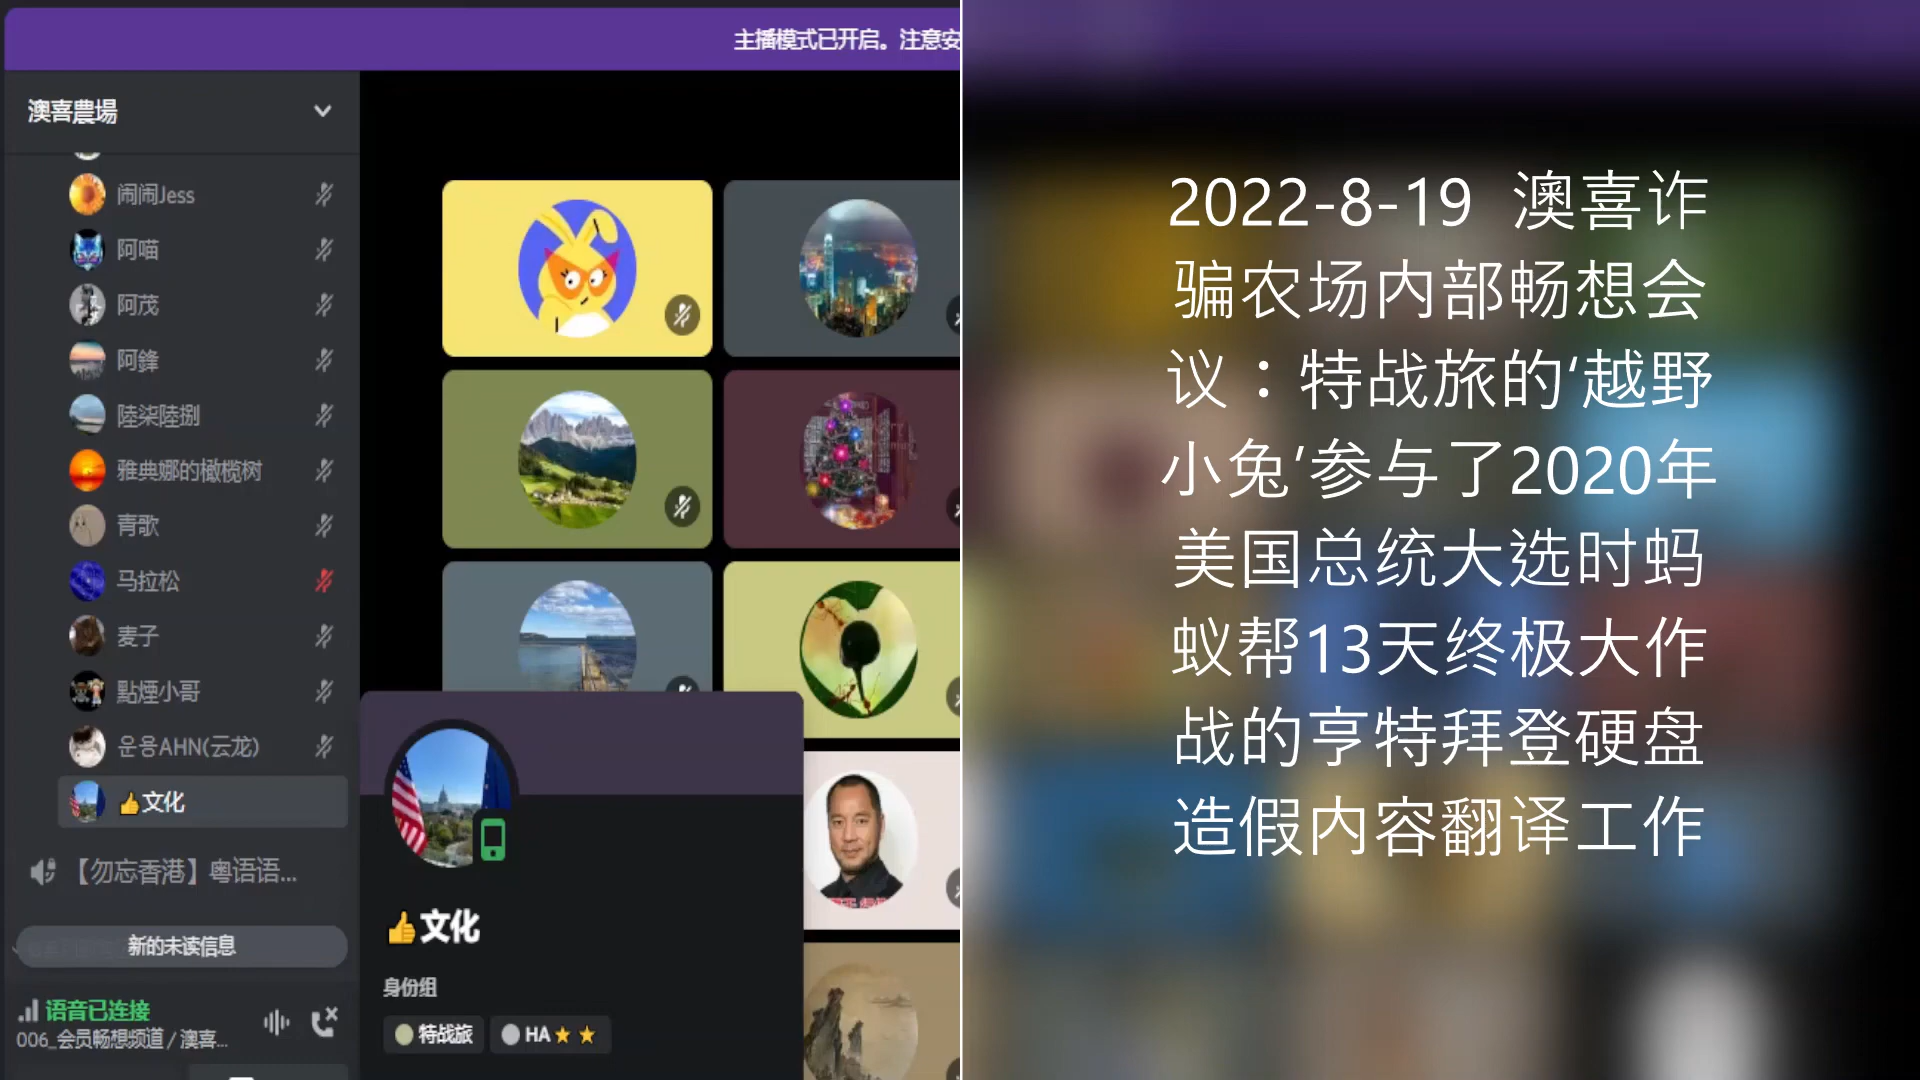 主播模式已开启。注意安
澳喜農場
闹闹Jess
阿喵
阿茂
阿鋒
陸柒陸捌
雅典娜的橄榄树
青歌
马拉松
麦子
點煙小哥
운용AHN(云龙)
👍文化
【勿忘香港】粤语语...
新的未读信息
语音已连接
006_会员畅想频道 / 澳喜...
👍文化
身份组
特战旅
HA⭐⭐
2022-8-19 澳喜诈
骗农场内部畅想会
议：特战旅的‘越野
小兔’参与了2020年
美国总统大选时蚂
蚁帮13天终极大作
战的亨特拜登硬盘
造假内容翻译工作